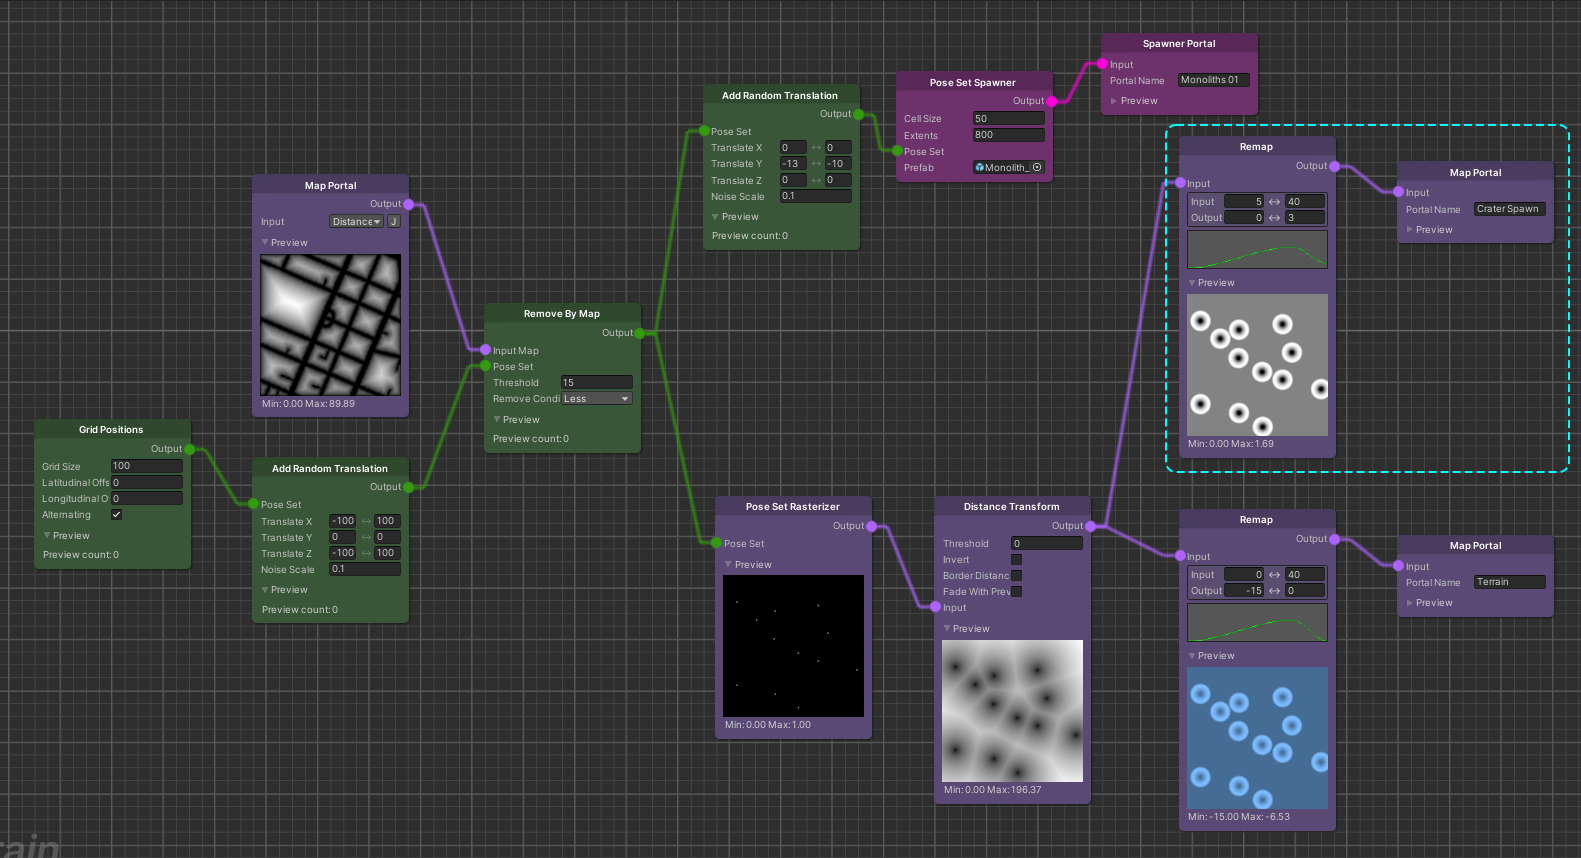 Spawner Portal
Input
Portal Name Monoliths 01
Preview
Pose Set Spawner
Output
Cell Size 50
Extents 800
Pose Set
Prefab Monolith_
Add Random Translation
Output
Pose Set
Translate X 0 ↔ 0
Translate Y -13 ↔ -10
Translate Z 0 ↔ 0
Noise Scale 0.1
Preview
Preview count: 0
Remap
Output
Input
Input 5 ↔ 40
Output 0 ↔ 3
Preview
Min: 0.00 Max: 1.69
Map Portal
Input
Portal Name Crater Spawn
Preview
Map Portal
Output
Input Distance J
Preview
Min: 0.00 Max: 89.89
Remove By Map
Output
Input Map
Pose Set
Threshold 15
Remove Condi Less
Preview
Preview count: 0
Grid Positions
Output
Grid Size 100
Latitudinal Offs 0
Longitudinal O 0
Alternating
Preview
Preview count: 0
Add Random Translation
Output
Pose Set
Translate X -100 ↔ 100
Translate Y 0 ↔ 0
Translate Z -100 ↔ 100
Noise Scale 0.1
Preview
Preview count: 0
Pose Set Rasterizer
Output
Pose Set
Preview
Min: 0.00 Max: 1.00
Distance Transform
Output
Threshold 0
Invert
Border Distanc
Fade With Prev
Input
Preview
Min: 0.00 Max: 196.37
Remap
Output
Input
Input 0 ↔ 40
Output -15 ↔ 0
Preview
Min: -15.00 Max: -6.53
Map Portal
Input
Portal Name Terrain
Preview
rain